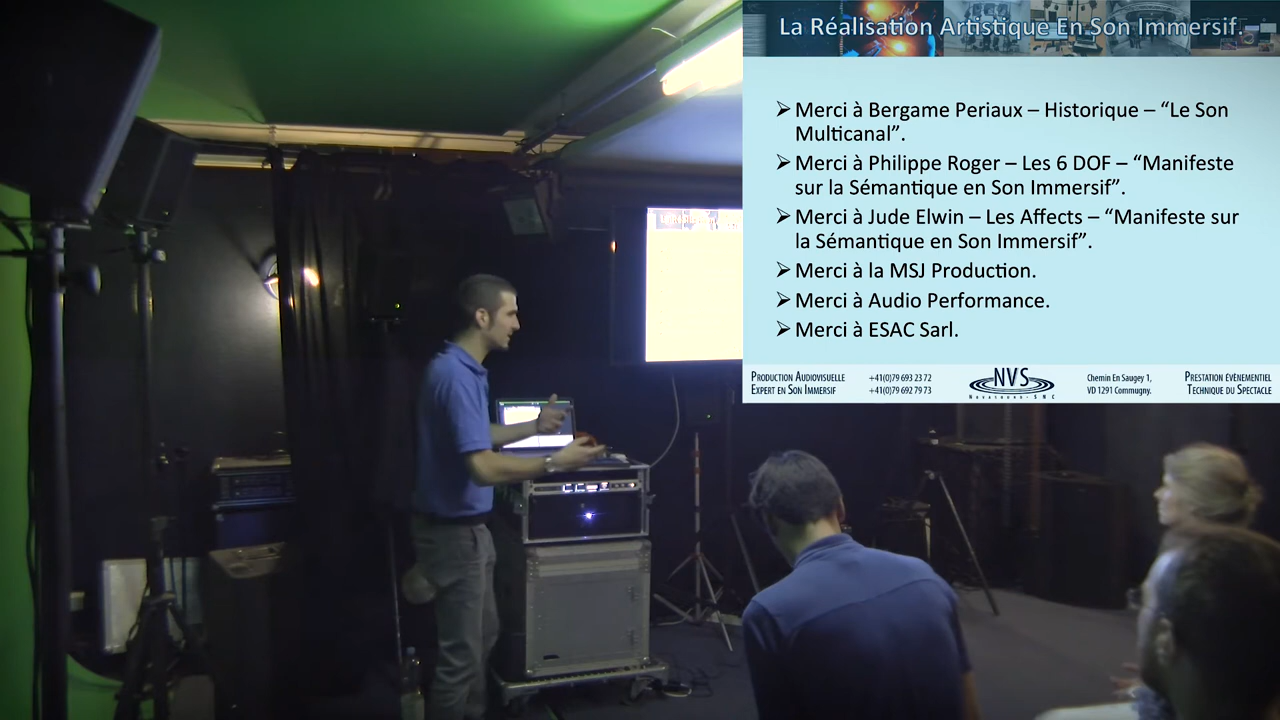 La Réalisation Artistique En Son Immersif.
➢ Merci à Bergame Periaux – Historique – “Le Son
Multicanal”.
➢ Merci à Philippe Roger – Les 6 DOF – “Manifeste
sur la Sémantique en Son Immersif”.
➢ Merci à Jude Elwin – Les Affects – “Manifeste sur
la Sémantique en Son Immersif”.
➢ Merci à la MSJ Production.
➢ Merci à Audio Performance.
➢ Merci à ESAC Sarl.
Production Audiovisuelle
Expert en Son Immersif
+41(0)79 693 23 72
+41(0)79 692 79 73
NVS
Chemin En Saugey 1,
VD 1291 Commugny.
Prestation évènementiel
Technique du Spectacle